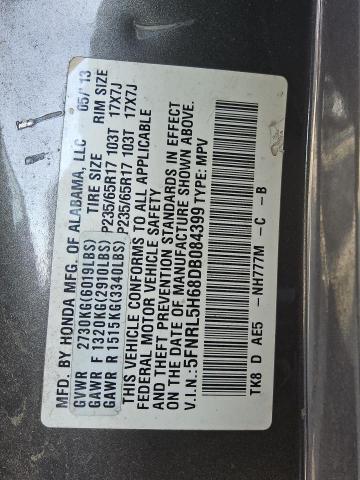 MFD. BY HONDA MFG. OF ALABAMA, LLC 05/13
TIRE SIZE RIM SIZE
GVWR 2730KG(6019LBS)
GAWR F 1320KG(2910LBS) P235/65R17 103T 17X7J
GAWR R 1515KG(3340LBS) P235/65R17 103T 17X7J
THIS VEHICLE CONFORMS TO ALL APPLICABLE
FEDERAL MOTOR VEHICLE SAFETY
AND THEFT PREVENTION STANDARDS IN EFFECT
ON THE DATE OF MANUFACTURE SHOWN ABOVE.
V.I.N.: 5FNRL5H68DB084399 TYPE: MPV
TK8 D AE5 -NH777M -C -B